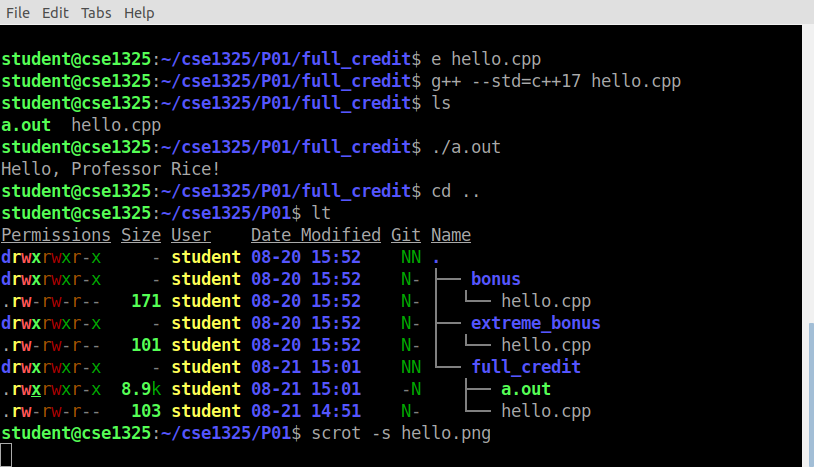 File Edit Tabs Help
student@cse1325:~/cse1325/P01/full_credit$ e hello.cpp
student@cse1325:~/cse1325/P01/full_credit$ g++ --std=c++17 hello.cpp
student@cse1325:~/cse1325/P01/full_credit$ ls
a.out  hello.cpp
student@cse1325:~/cse1325/P01/full_credit$ ./a.out
Hello, Professor Rice!
student@cse1325:~/cse1325/P01/full_credit$ cd ..
student@cse1325:~/cse1325/P01$ lt
Permissions Size User    Date Modified Git Name
drwxrwxr-x     - student 08-20 15:52    NN .
drwxrwxr-x     - student 08-20 15:52    N- ├── bonus
.rw-rw-r--   171 student 08-20 15:52    N- │  └── hello.cpp
drwxrwxr-x     - student 08-20 15:52    N- ├── extreme_bonus
.rw-rw-r--   101 student 08-20 15:52    N- │  └── hello.cpp
drwxrwxr-x     - student 08-21 15:01    NN └── full_credit
.rwxrwxr-x  8.9k student 08-21 15:01    -N    ├── a.out
.rw-rw-r--   103 student 08-21 14:51    N-    └── hello.cpp
student@cse1325:~/cse1325/P01$ scrot -s hello.png